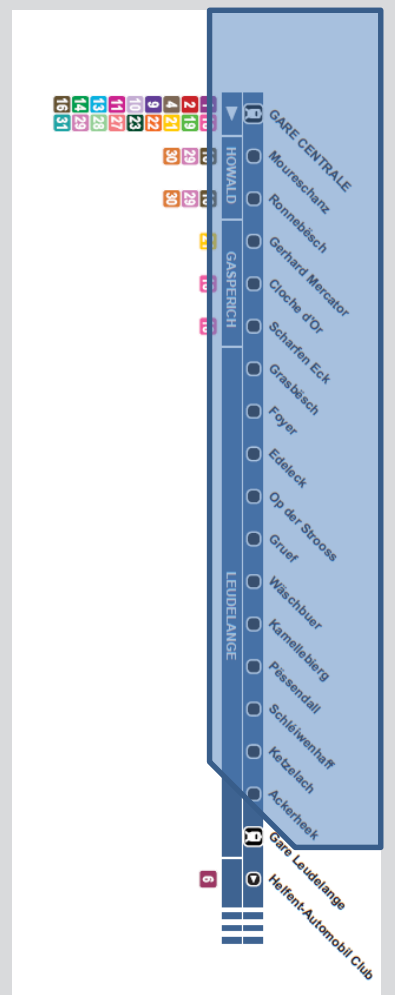 GARE CENTRALE
Moureschanz
Ronnebësch
Gerhard Mercator
Cloche d'Or
Scharfen Eck
Grasbësch
Foyer
Edeleck
Op der Strooss
Gruef
Wäschbuer
Kamellebierg
Pëssendall
Schléiwenhaff
Ketzelach
Ackerheek
Gare Leudelange
Helfent-Automobil Club
HOWALD
GASPERICH
LEUDELANGE
2 19
4 21
9 22
10 23
11 27
13 28
14 29
16 31
29 29
30 30
6